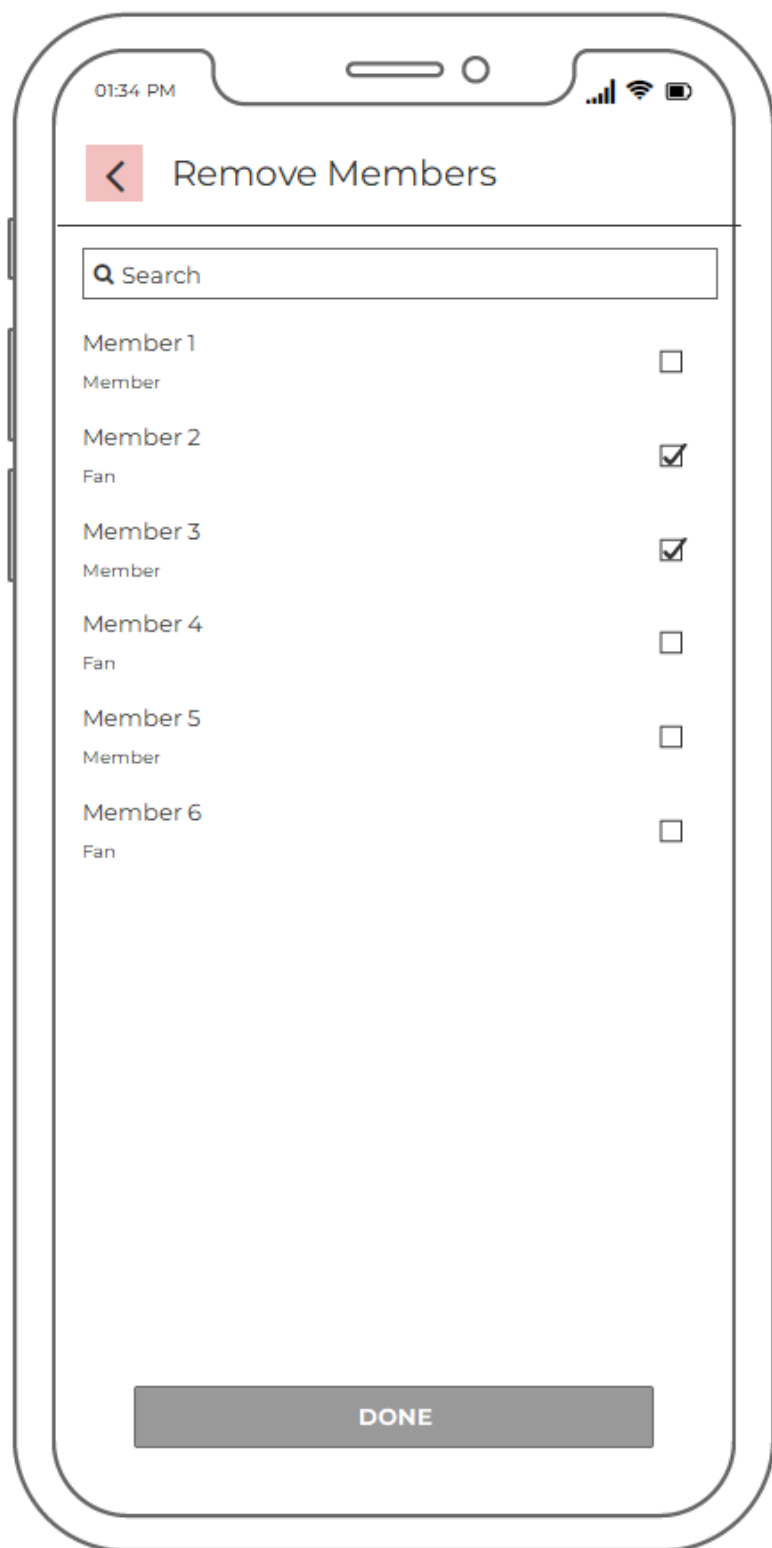 01:34 PM
Remove Members
Search
Member 1
Member
Member 2
Fan
Member 3
Member
Member 4
Fan
Member 5
Member
Member 6
Fan
DONE